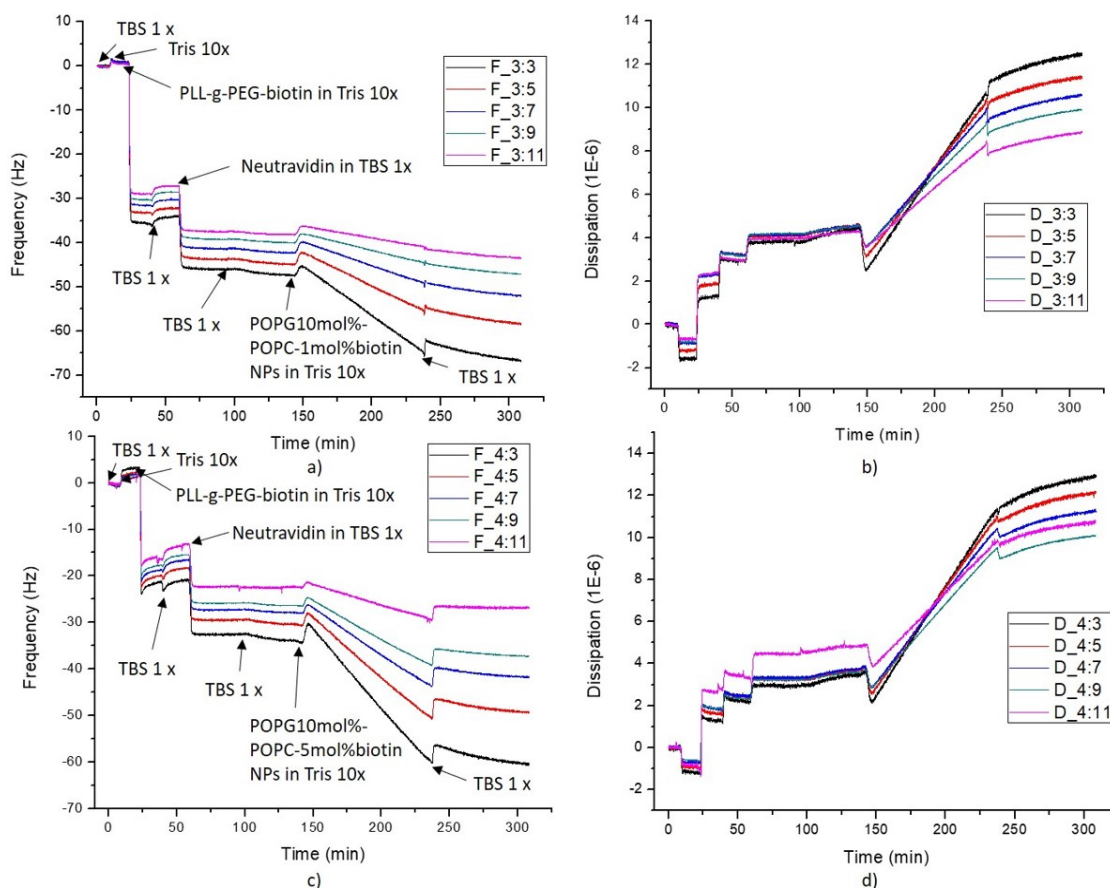 10
0
-10
-20
-30
-40
-50
-60
-70
Frequency (Hz)
TBS 1 x
Tris 10x
PLL-g-PEG-biotin in Tris 10x
Neutravidin in TBS 1x
TBS 1 x
TBS 1 x
POPG10mol%-
POPC-1mol%biotin
NPs in Tris 10x
TBS 1 x
F_3:3
F_3:5
F_3:7
F_3:9
F_3:11
0 50 100 150 200 250 300
Time (min)
a)
14
12
10
8
6
4
2
0
-2
Dissipation (1E-6)
D_3:3
D_3:5
D_3:7
D_3:9
D_3:11
0 50 100 150 200 250 300
Time (min)
b)
10
0
-10
-20
-30
-40
-50
-60
-70
Frequency (Hz)
TBS 1 x
Tris 10x
PLL-g-PEG-biotin in Tris 10x
Neutravidin in TBS 1x
TBS 1 x
TBS 1 x
POPG10mol%-
POPC-5mol%biotin
NPs in Tris 10x
TBS 1 x
F_4:3
F_4:5
F_4:7
F_4:9
F_4:11
0 50 100 150 200 250 300
Time (min)
c)
14
12
10
8
6
4
2
0
-2
Dissipation (1E-6)
D_4:3
D_4:5
D_4:7
D_4:9
D_4:11
0 50 100 150 200 250 300
Time (min)
d)